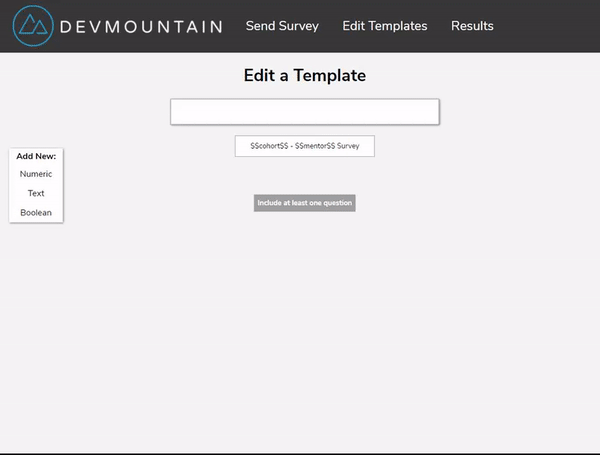 DEVMOUNTAIN Send Survey Edit Templates Results
Edit a Template
$$cohort$$ - $$mentor$$ Survey
Add New:
Numeric
Text
Boolean
Include at least one question